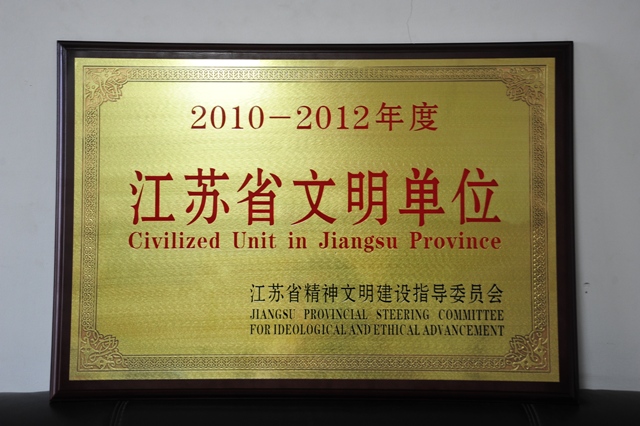 2010－2012年度
江苏省文明单位
Civilized Unit in Jiangsu Province
江苏省精神文明建设指导委员会
JIANGSU PROVINCIAL STEERING COMMITTEE
FOR IDEOLOGICAL AND ETHICAL ADVANCEMENT